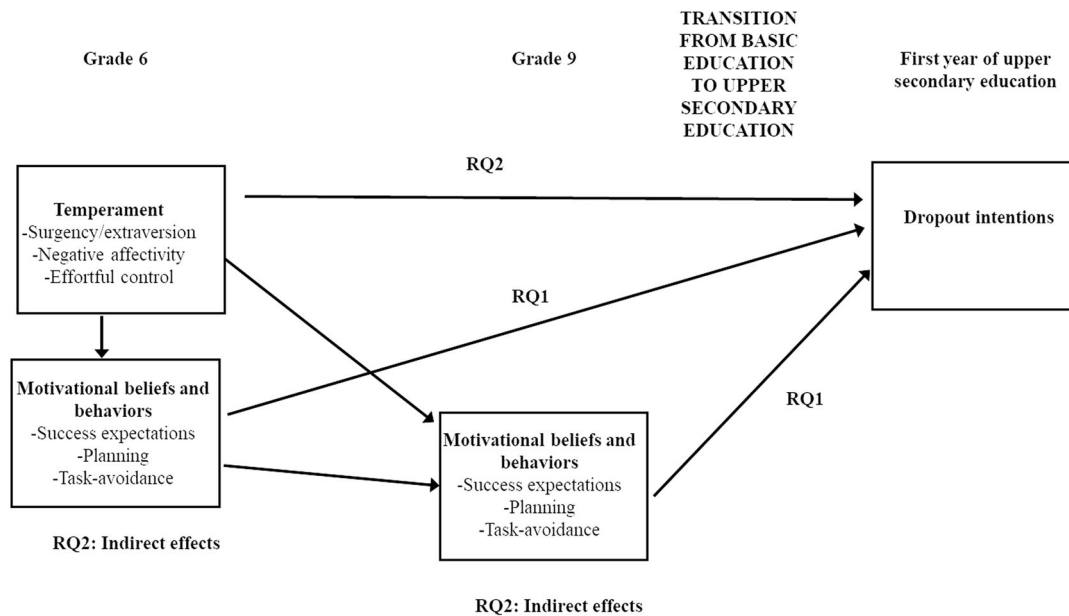 Grade 6
Grade 9
TRANSITION
FROM BASIC
EDUCATION
TO UPPER
SECONDARY
EDUCATION
First year of upper
secondary education
RQ2
Temperament
-Surgency/extraversion
-Negative affectivity
-Effortful control
Dropout intentions
RQ1
Motivational beliefs and
behaviors
-Success expectations
-Planning
-Task-avoidance
RQ1
Motivational beliefs and
behaviors
-Success expectations
-Planning
-Task-avoidance
RQ2: Indirect effects
RQ2: Indirect effects